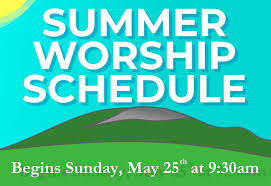 SUMMER
WORSHIP
SCHEDULE
Begins Sunday, May 25th at 9:30am